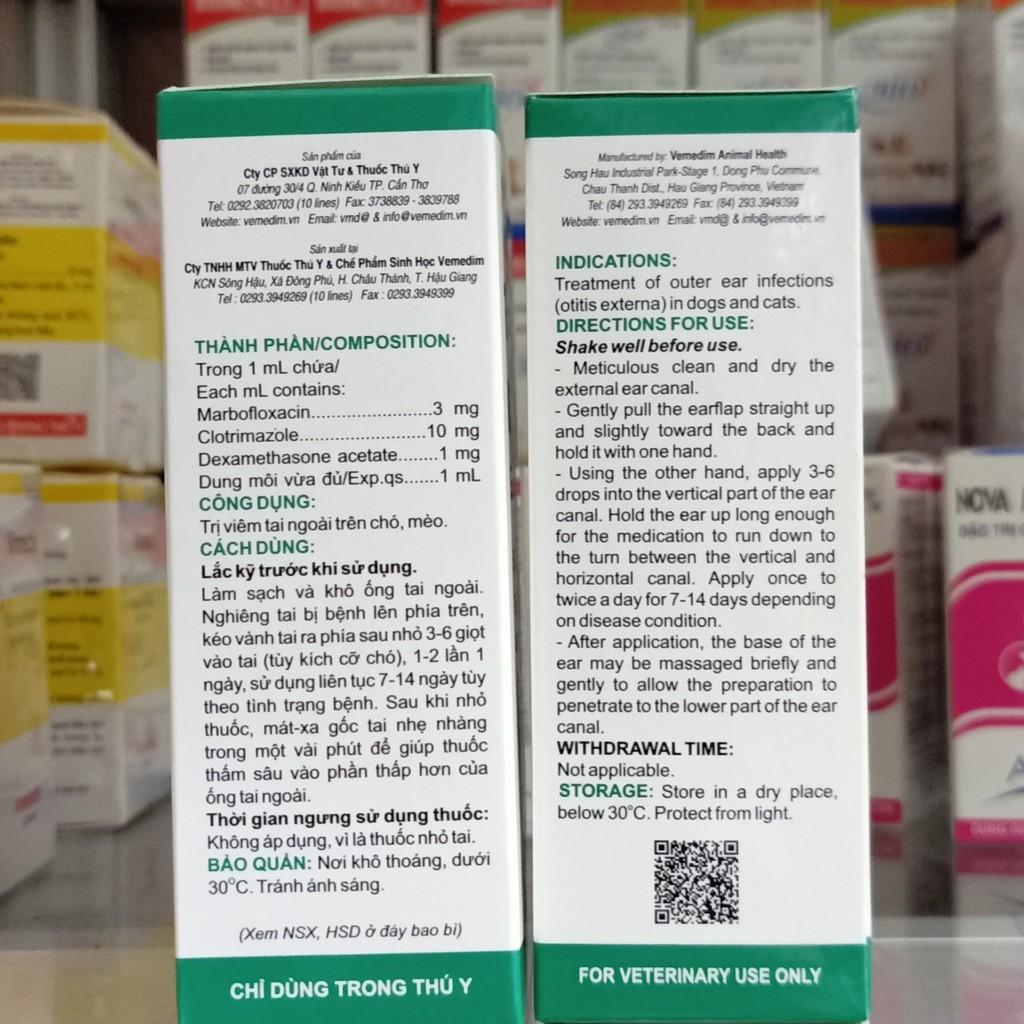 Sản phẩm của
Cty CP SXKD Vật Tư & Thuốc Thú Y
07 đường 30/4 Q. Ninh Kiều TP. Cần Thơ
Tel: 0292.3820703 (10 lines) Fax: 3738839 - 3839788
Website: vemedim.vn Email: vmd@ & info@vemedim.vn
Sản xuất tại
Cty TNHH MTV Thuốc Thú Y & Chế Phẩm Sinh Học Vemedim
KCN Sông Hậu, Xã Đông Phú, H. Châu Thành, T. Hậu Giang
Tel : 0293.3949269 (10 lines) Fax : 0293.3949399
THÀNH PHẦN/COMPOSITION:
Trong 1 mL chứa/
Each mL contains:
Marbofloxacin......................3 mg
Clotrimazole.......................10 mg
Dexamethasone acetate........1 mg
Dung môi vừa đủ/Exp.qs.......1 mL
CÔNG DỤNG:
Trị viêm tai ngoài trên chó, mèo.
CÁCH DÙNG:
Lắc kỹ trước khi sử dụng.
Làm sạch và khô ống tai ngoài.
Nghiêng tai bị bệnh lên phía trên,
kéo vành tai ra phía sau nhỏ 3-6 giọt
vào tai (tùy kích cỡ chó), 1-2 lần 1
ngày, sử dụng liên tục 7-14 ngày tùy
theo tình trạng bệnh. Sau khi nhỏ
thuốc, mát-xa gốc tai nhẹ nhàng
trong một vài phút để giúp thuốc
thấm sâu vào phần thấp hơn của
ống tai ngoài.
Thời gian ngưng sử dụng thuốc:
Không áp dụng, vì là thuốc nhỏ tai.
BẢO QUẢN: Nơi khô thoáng, dưới
30°C. Tránh ánh sáng.
(Xem NSX, HSD ở đáy bao bì)
CHỈ DÙNG TRONG THÚ Y
Manufactured by: Vemedim Animal Health
Song Hau Industrial Park-Stage 1, Dong Phu Commune,
Chau Thanh Dist., Hau Giang Province, Vietnam
Tel: (84) 293.3949269 Fax: (84) 293.3949399
Website: vemedim.vn Email: vmd@ & info@vemedim.vn
INDICATIONS:
Treatment of outer ear infections
(otitis externa) in dogs and cats.
DIRECTIONS FOR USE:
Shake well before use.
- Meticulous clean and dry the
external ear canal.
- Gently pull the earflap straight up
and slightly toward the back and
hold it with one hand.
- Using the other hand, apply 3-6
drops into the vertical part of the ear
canal. Hold the ear up long enough
for the medication to run down to
the turn between the vertical and
horizontal canal. Apply once to
twice a day for 7-14 days depending
on disease condition.
- After application, the base of the
ear may be massaged briefly and
gently to allow the preparation to
penetrate to the lower part of the ear
canal.
WITHDRAWAL TIME:
Not applicable.
STORAGE: Store in a dry place,
below 30°C. Protect from light.
FOR VETERINARY USE ONLY
NOVA